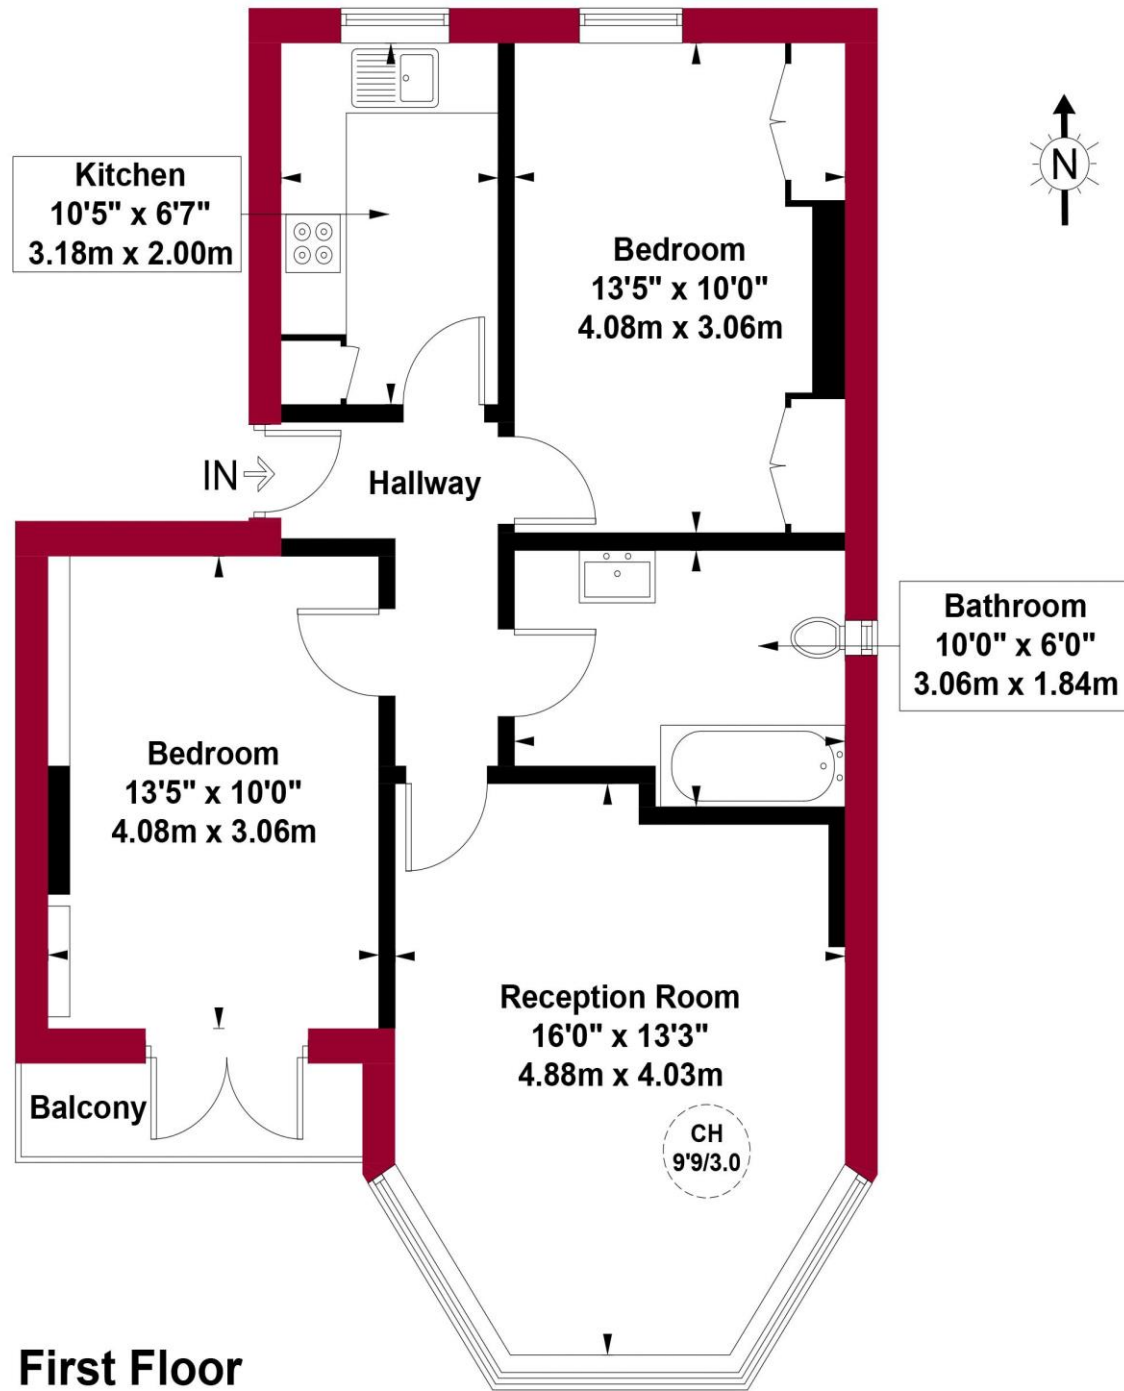 Kitchen
10'5" x 6'7"
3.18m x 2.00m
N
Bedroom
13'5" x 10'0"
4.08m x 3.06m
IN
Hallway
Bathroom
10'0" x 6'0"
3.06m x 1.84m
Bedroom
13'5" x 10'0"
4.08m x 3.06m
Reception Room
16'0" x 13'3"
4.88m x 4.03m
Balcony
CH
9'9/3.0
First Floor